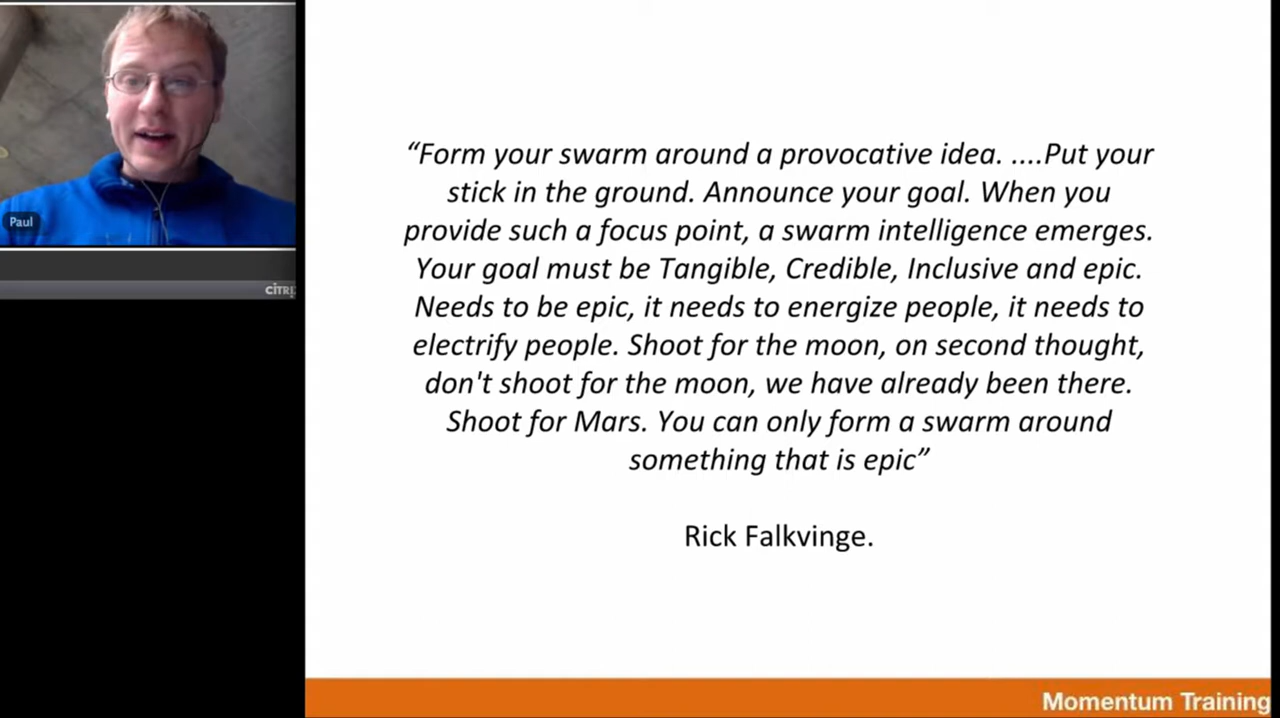 Paul
CİTRI
“Form your swarm around a provocative idea. ....Put your
stick in the ground. Announce your goal. When you
provide such a focus point, a swarm intelligence emerges.
Your goal must be Tangible, Credible, Inclusive and epic.
Needs to be epic, it needs to energize people, it needs to
electrify people. Shoot for the moon, on second thought,
don't shoot for the moon, we have already been there.
Shoot for Mars. You can only form a swarm around
something that is epic”
Rick Falkvinge.
Momentum Training